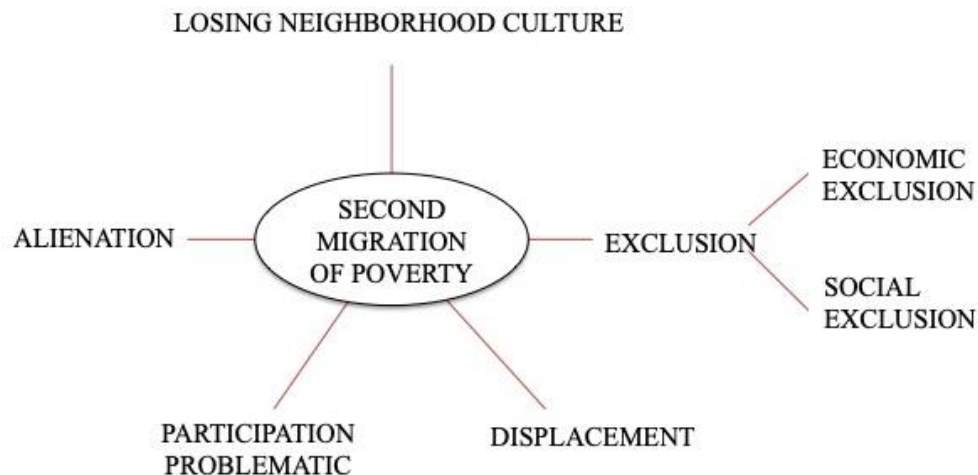 LOSING NEIGHBORHOOD CULTURE
ECONOMIC
EXCLUSION
SECOND
MIGRATION
OF POVERTY
ALIENATION
EXCLUSION
SOCIAL
EXCLUSION
PARTICIPATION
PROBLEMATIC
DISPLACEMENT